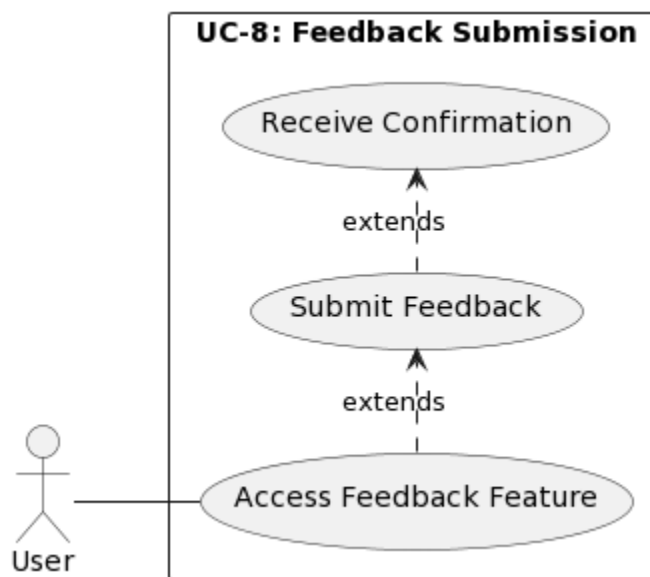 UC-8: Feedback Submission
Receive Confirmation
extends
Submit Feedback
extends
Access Feedback Feature
User